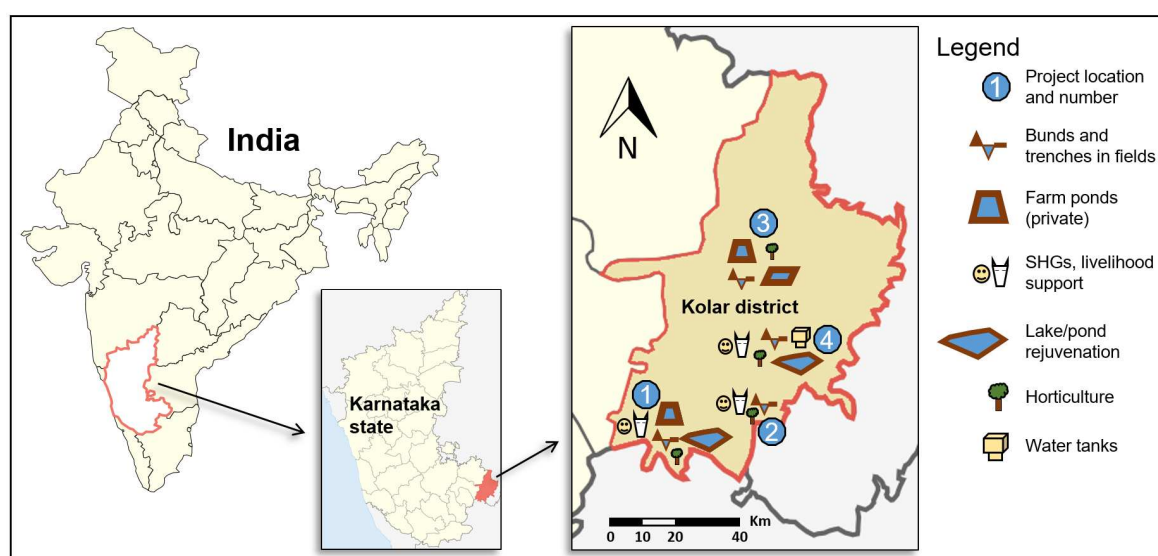 India
Karnataka
state
N
3
Kolar district
4
1
2
Km
0 10 20 40
Legend
1
Project location
and number
Bunds and
trenches in fields
Farm ponds
(private)
SHGs, livelihood
support
Lake/pond
rejuvenation
Horticulture
Water tanks